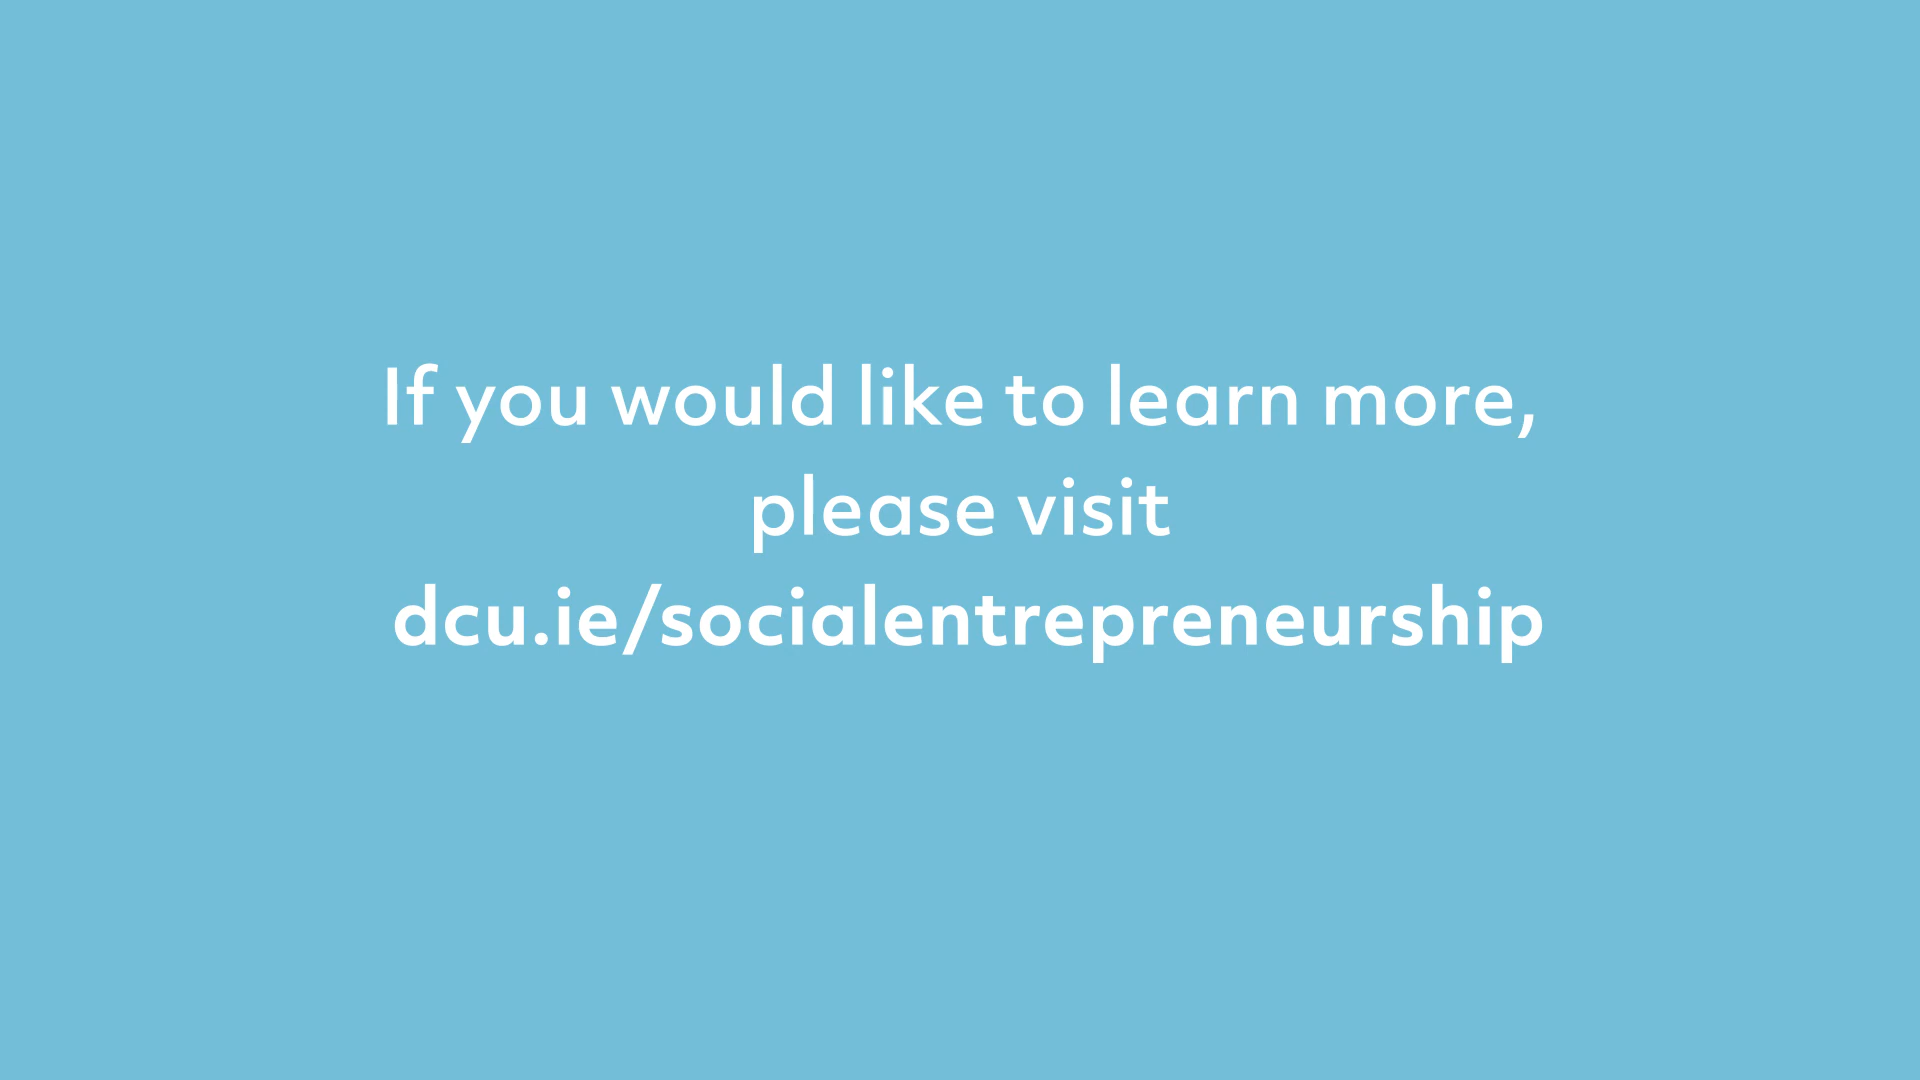 If you would like to learn more,
please visit
dcu.ie/socialentrepreneurship